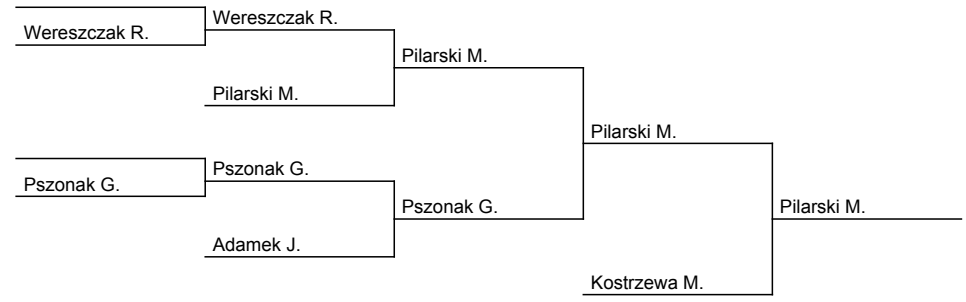 Wereszczak R.
Wereszczak R.
Pilarski M.
Pilarski M.
Pilarski M.
Pszonak G.
Pszonak G.
Pszonak G.
Pilarski M.
Adamek J.
Kostrzewa M.